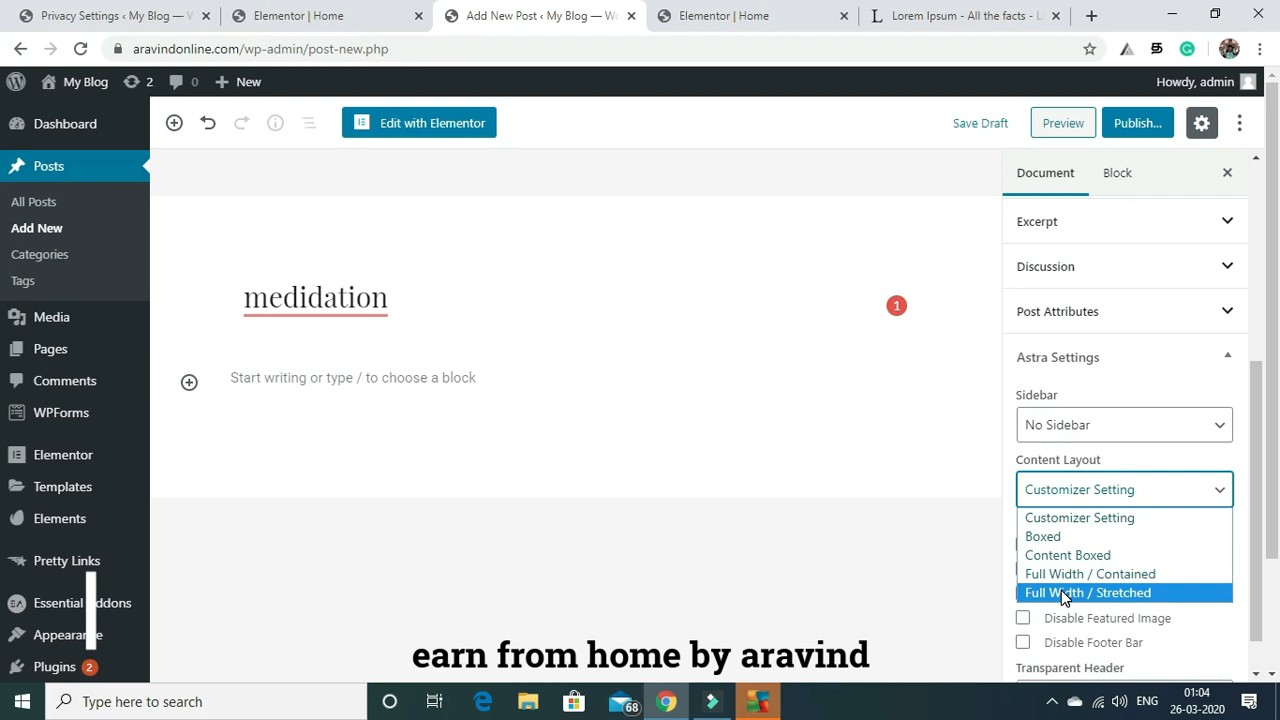 Privacy Settings ‹ My Blog — W
Elementor | Home
Add New Post ‹ My Blog — Wo
Elementor | Home
Lorem Ipsum - All the facts - Li
aravindonline.com/wp-admin/post-new.php
My Blog
2
0
New
Howdy, admin
Dashboard
Posts
All Posts
Add New
Categories
Tags
Media
Pages
Comments
WPForms
Elementor
Templates
Elements
Pretty Links
Essential Addons
Appearance
Plugins 2
Edit with Elementor
Save Draft
Preview
Publish...
medidation
1
Start writing or type / to choose a block
Document
Block
Excerpt
Discussion
Post Attributes
Astra Settings
Sidebar
No Sidebar
Content Layout
Customizer Setting
Customizer Setting
Boxed
Content Boxed
Full Width / Contained
Full Width / Stretched
Disable Featured Image
Disable Footer Bar
Transparent Header
earn from home by aravind
Type here to search
68
ENG
01:04
26-03-2020